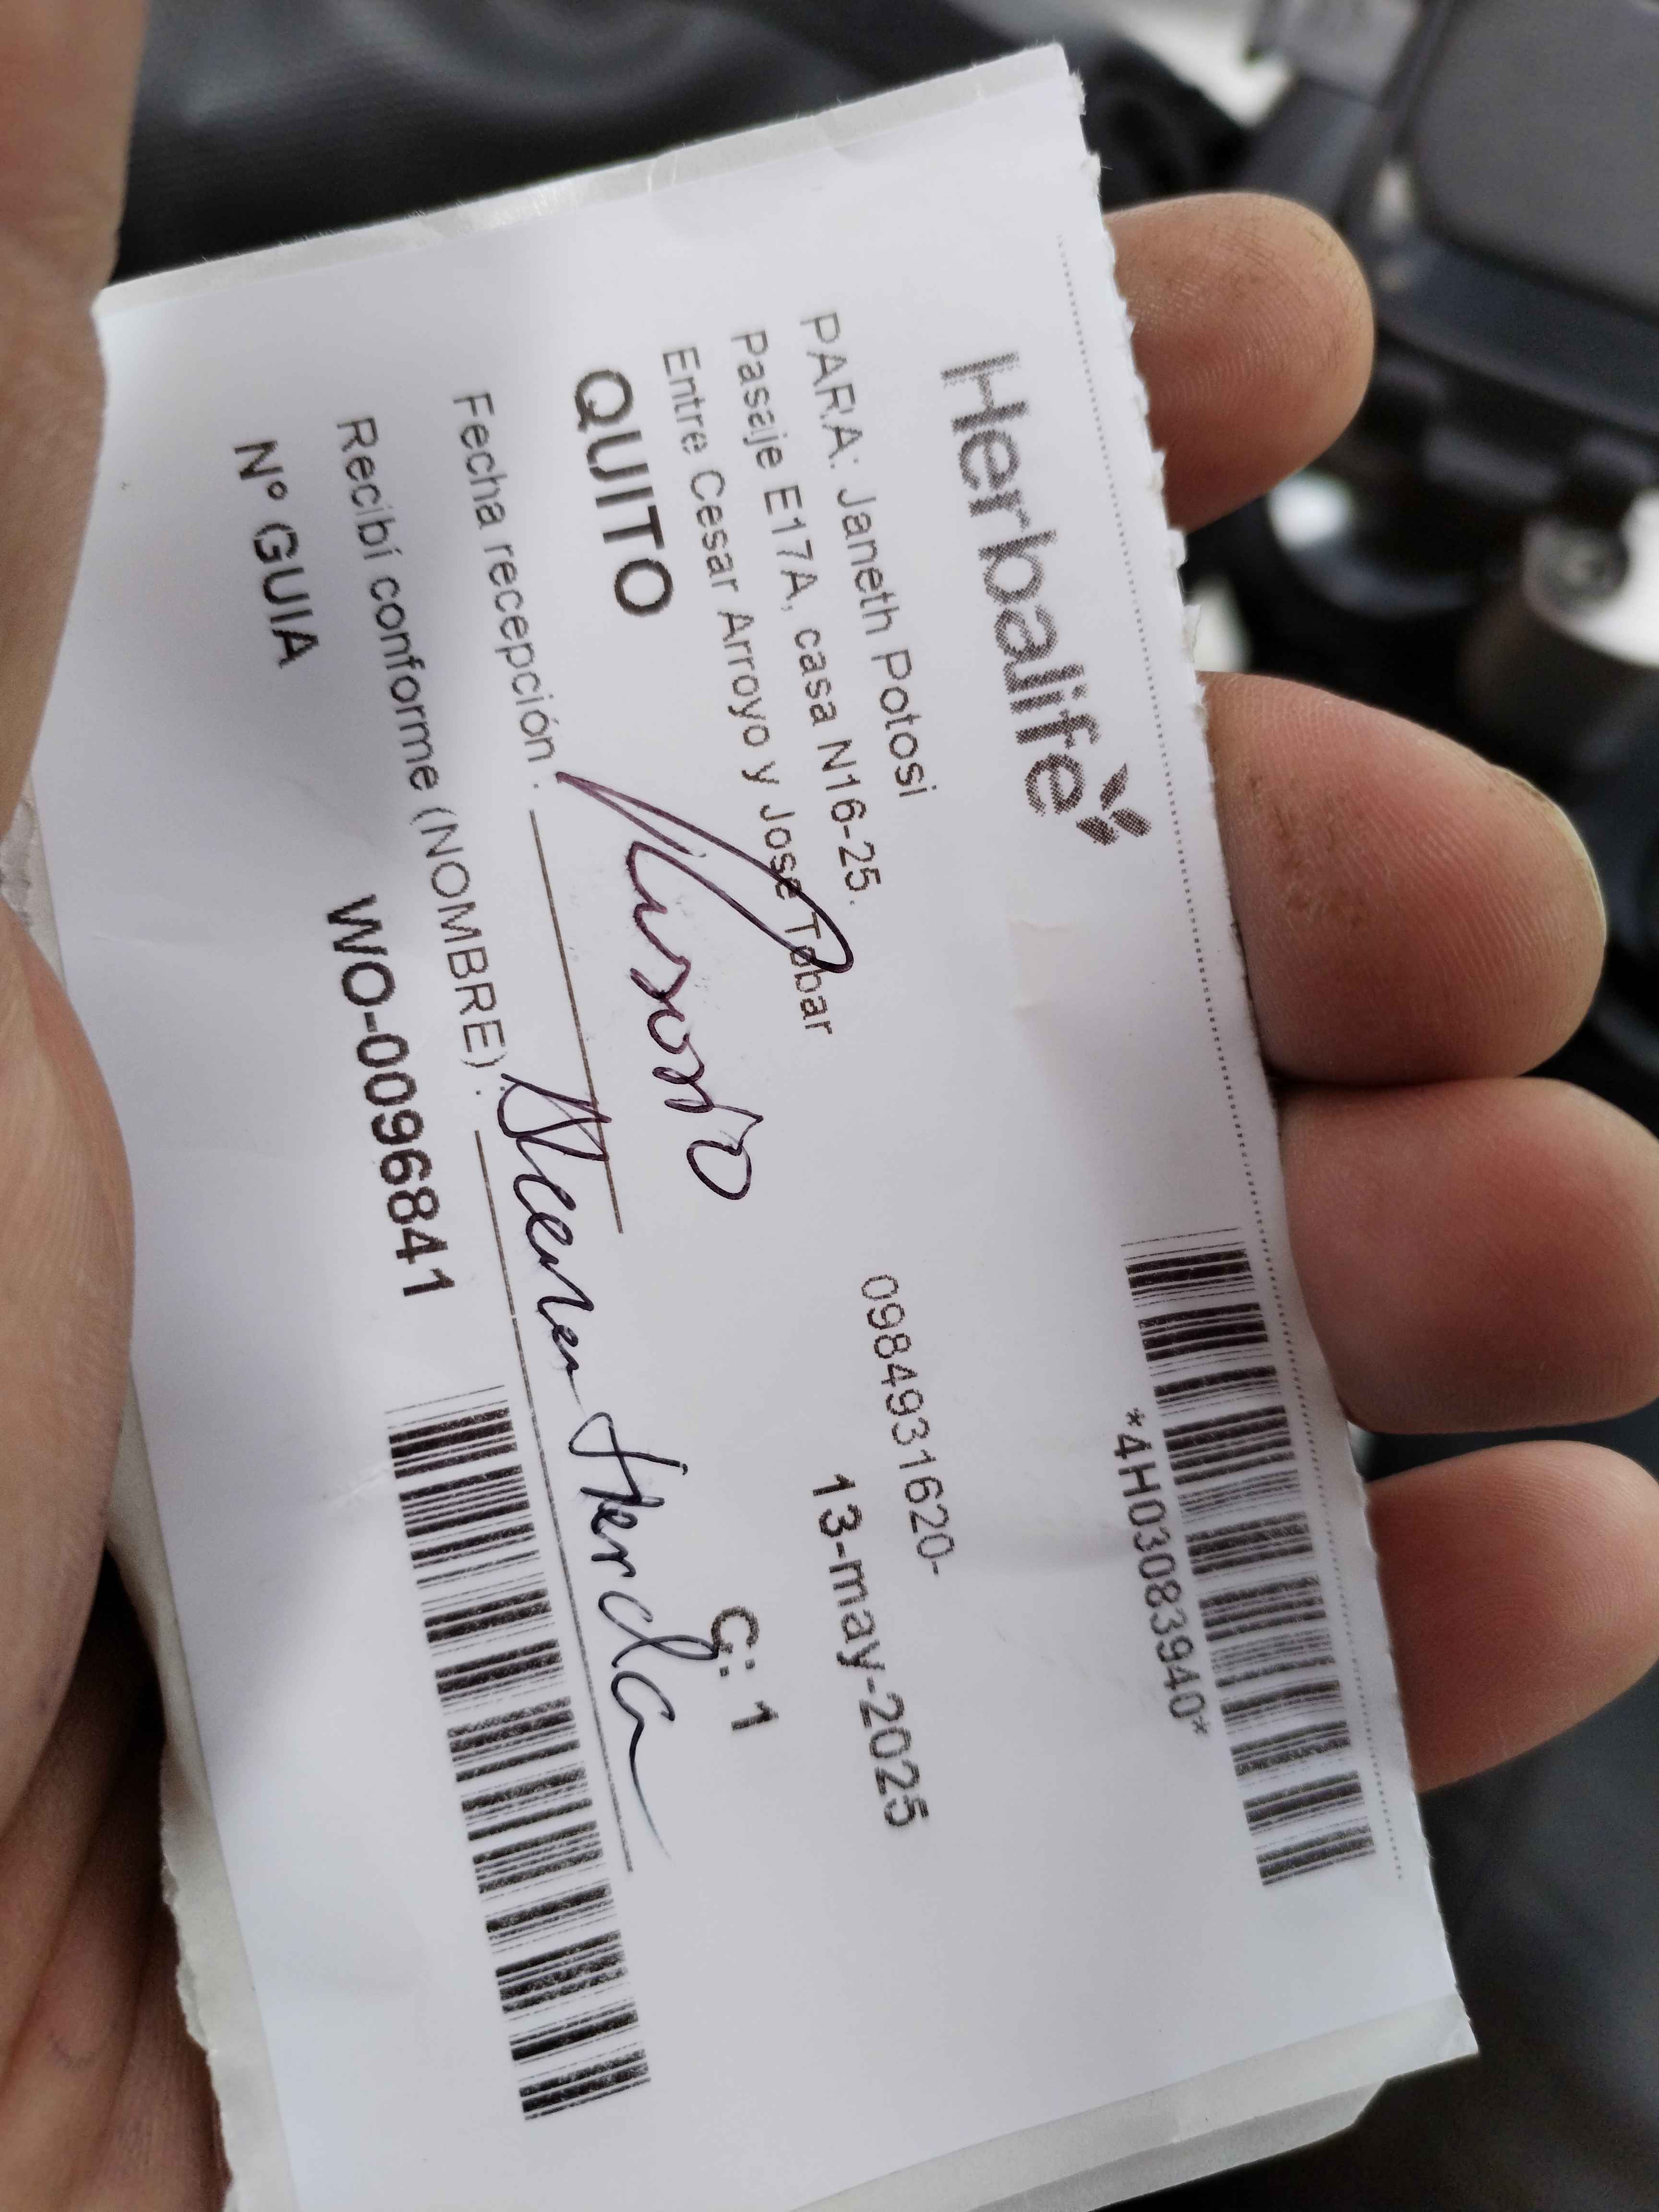 Herbalife
*4H03083940*
PARA: Janeth Potosi 0984931620-
Pasaje E17A, casa N16-25.
Entre Cesar Arroyo y Jose Tobar 13-may-2025
QUITO G: 1
Fecha recepción :
Recibí conforme (NOMBRE) :
Nº GUIA WO-0096841